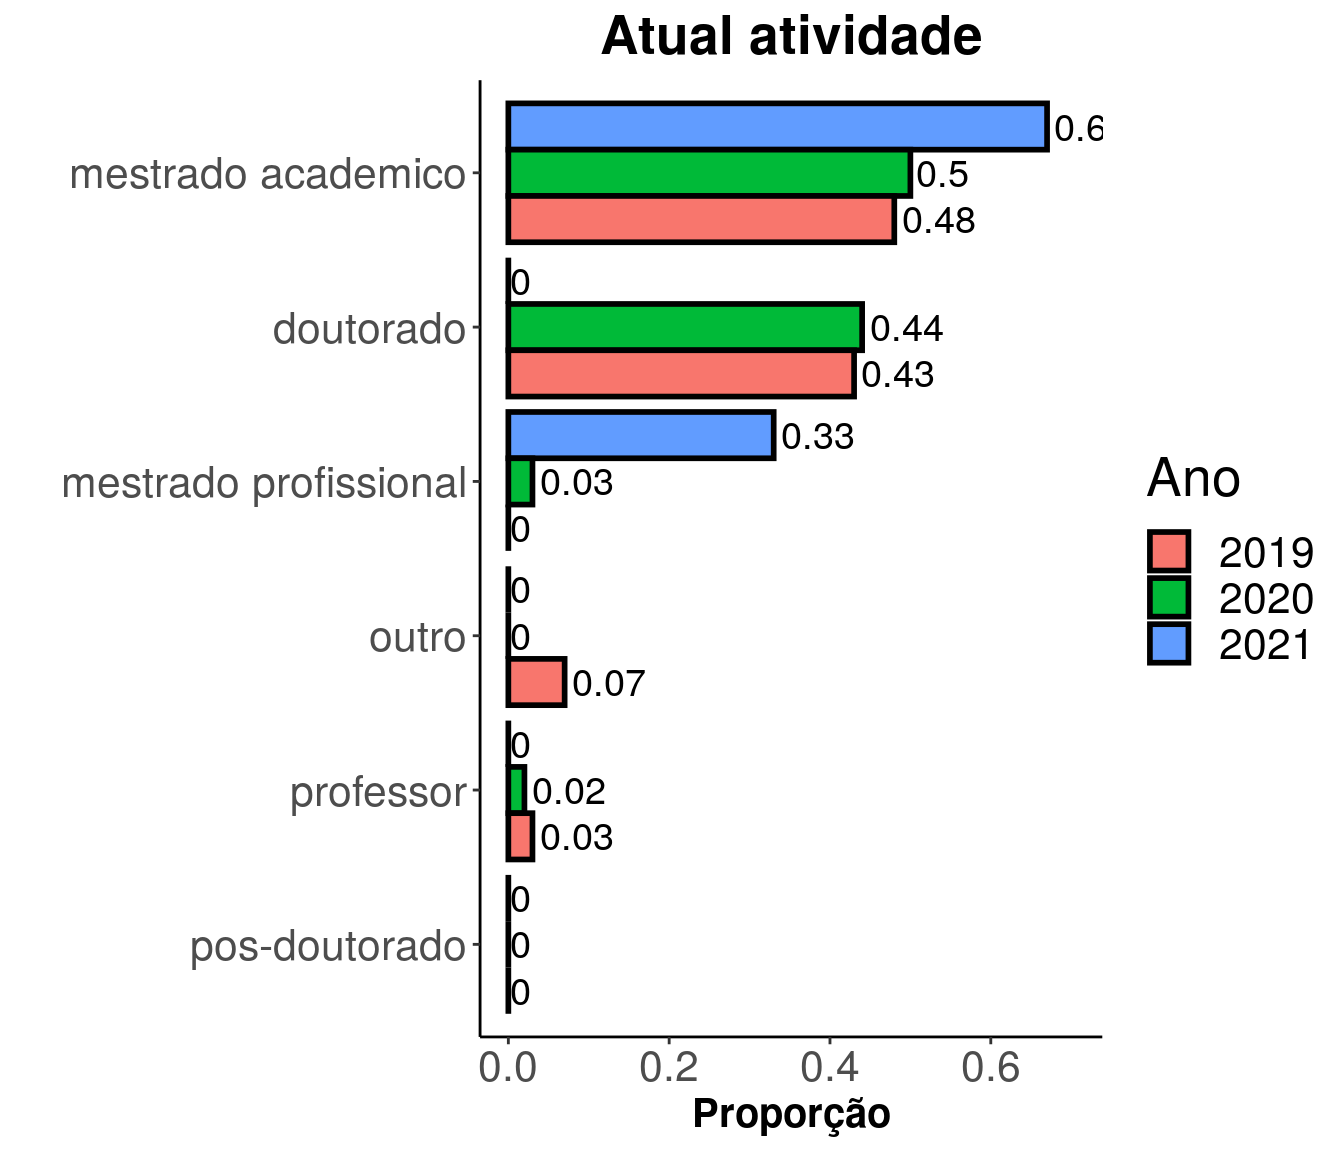 Atual atividade
mestrado academico
0.6
0.5
0.48
doutorado
0
0.44
0.43
mestrado profissional
0.33
0.03
0
outro
0
0
0.07
professor
0
0.02
0.03
pos-doutorado
0
0
0
0.0 0.2 0.4 0.6
Proporção
Ano
2019
2020
2021